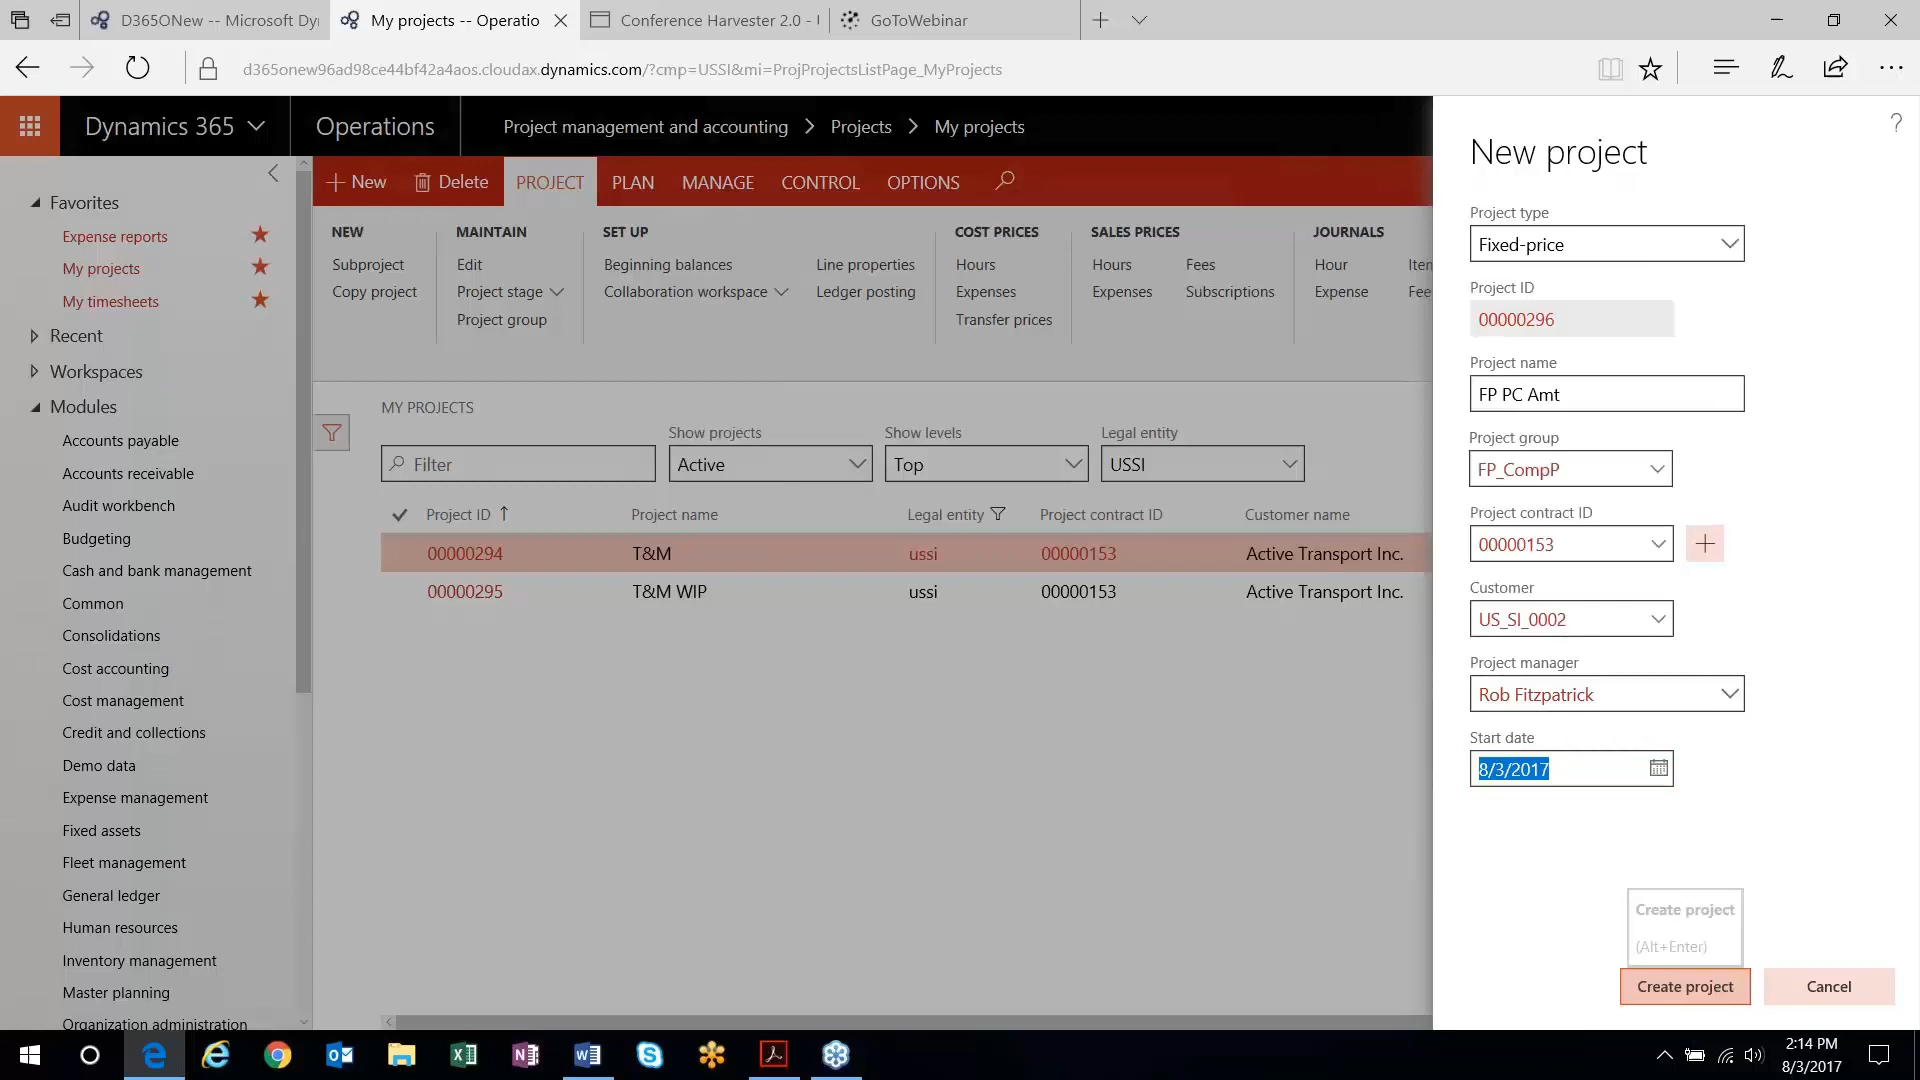 D365ONew -- Microsoft Dyn
My projects -- Operatio
Conference Harvester 2.0 -
GoToWebinar
d365onew96ad98ce44bf42a4aos.cloudax.dynamics.com/?cmp=USSI&mi=ProjProjectsListPage_MyProjects
Dynamics 365
Operations
Project management and accounting > Projects > My projects
?
New
Delete
PROJECT
PLAN
MANAGE
CONTROL
OPTIONS
NEW
Subproject
Copy project
MAINTAIN
Edit
Project stage
Project group
SET UP
Beginning balances
Collaboration workspace
Line properties
Ledger posting
COST PRICES
Hours
Expenses
Transfer prices
SALES PRICES
Hours
Expenses
Fees
Subscriptions
JOURNALS
Hour
Expense
Iten
Fee
Favorites
Expense reports
My projects
My timesheets
Recent
Workspaces
Modules
Accounts payable
Accounts receivable
Audit workbench
Budgeting
Cash and bank management
Common
Consolidations
Cost accounting
Cost management
Credit and collections
Demo data
Expense management
Fixed assets
Fleet management
General ledger
Human resources
Inventory management
Master planning
Organization administration
MY PROJECTS
Filter
Show projects
Active
Show levels
Top
Legal entity
USSI
Project ID
Project name
Legal entity
Project contract ID
Customer name
00000294 T&M ussi 00000153 Active Transport Inc.
00000295 T&M WIP ussi 00000153 Active Transport Inc.
New project
Project type
Fixed-price
Project ID
00000296
Project name
FP PC Amt
Project group
FP_CompP
Project contract ID
00000153
Customer
US_SI_0002
Project manager
Rob Fitzpatrick
Start date
8/3/2017
Create project
(Alt+Enter)
Create project
Cancel
2:14 PM
8/3/2017